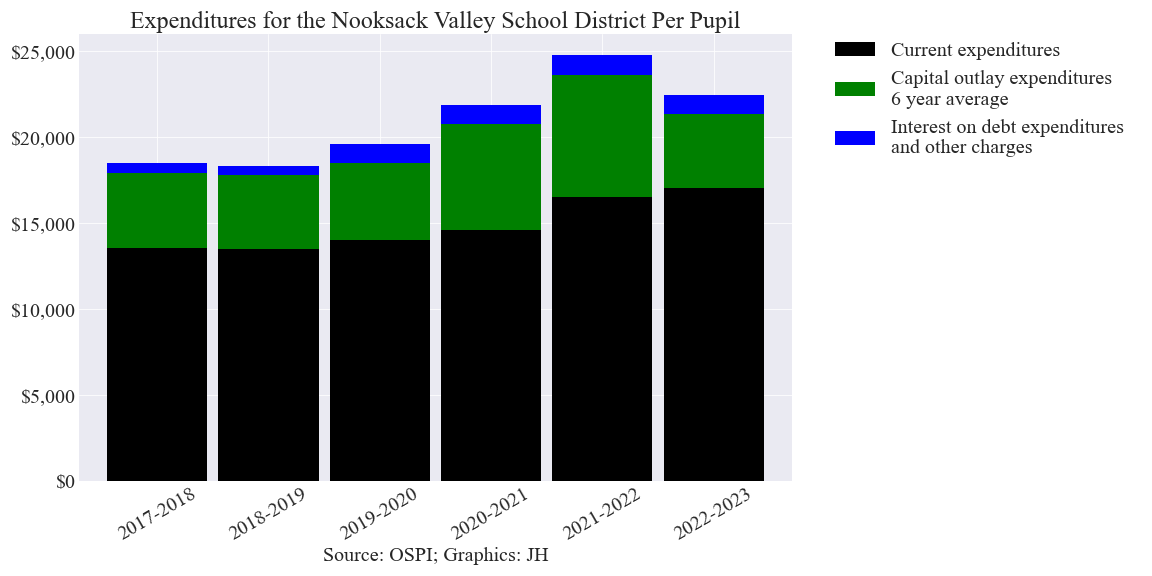 Expenditures for the Nooksack Valley School District Per Pupil
$25,000
$20,000
$15,000
$10,000
$5,000
$0
2017-2018
2018-2019
2019-2020
2020-2021
2021-2022
2022-2023
Source: OSPI; Graphics: JH
Current expenditures
Capital outlay expenditures
6 year average
Interest on debt expenditures
and other charges